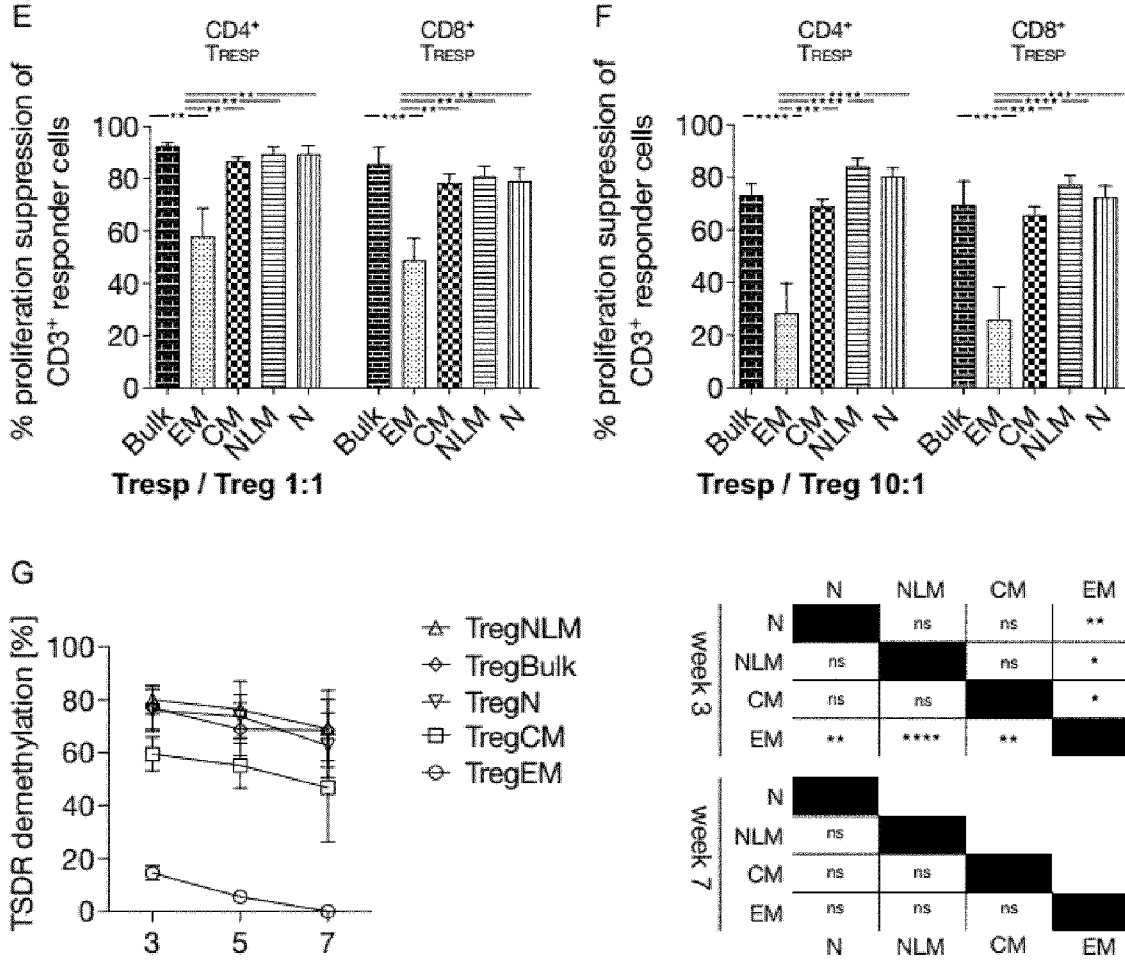 E
CD4+
TRESP
CD8+
TRESP
% proliferation suppression of
CD3+ responder cells
**
**
**
**
**
**
**
***
100
80
60
40
20
0
Bulk
EM
CM
NLM
N
Bulk
EM
CM
NLM
N
Tresp / Treg 1:1
F
CD4+
TRESP
CD8+
TRESP
% proliferation suppression of
CD3+ responder cells
****
****
***
****
***
****
***
***
100
80
60
40
20
0
Bulk
EM
CM
NLM
N
Bulk
EM
CM
NLM
N
Tresp / Treg 10:1
G
TSDR demethylation [%]
100
80
60
40
20
0
3
5
7
TregNLM
TregBulk
TregN
TregCM
TregEM
N NLM CM EM
week 3
N ns ns **
NLM ns ns *
CM ns ns *
EM ** **** **
week 7
N
NLM ns
CM ns ns
EM ns ns ns
N NLM CM EM